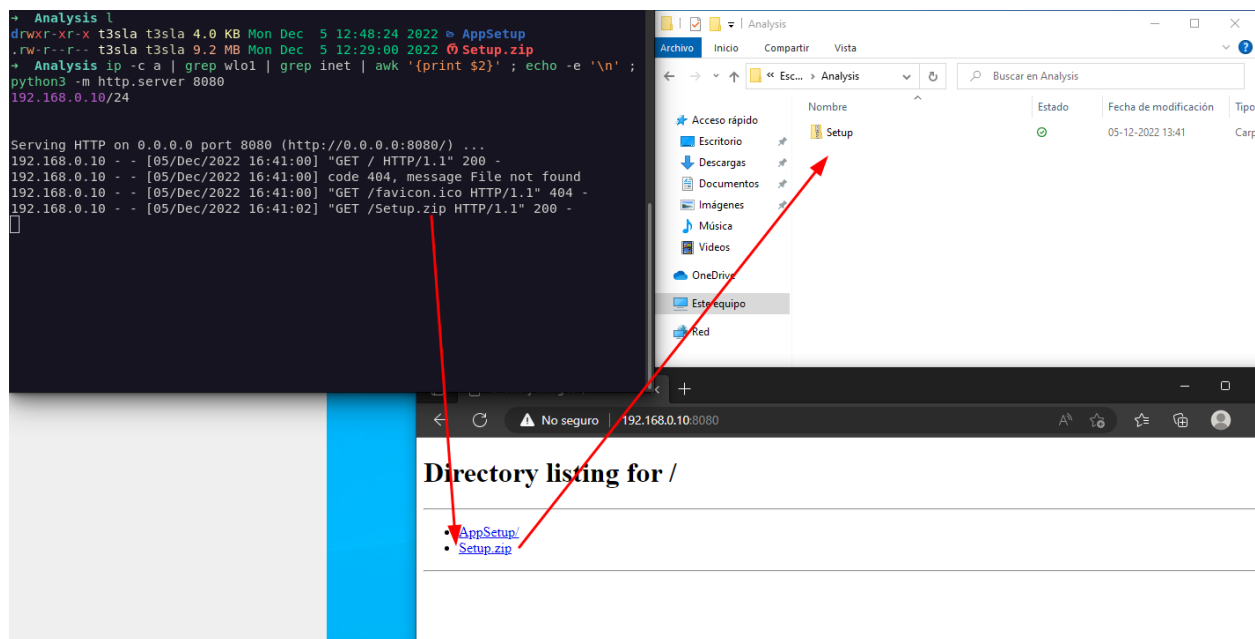 → Analysis l
drwxr-xr-x t3sla t3sla 4.0 KB Mon Dec  5 12:48:24 2022 AppSetup
.rw-r--r-- t3sla t3sla 9.2 MB Mon Dec  5 12:29:00 2022 Setup.zip
→ Analysis ip -c a | grep wlo1 | grep inet | awk '{print $2}' ; echo -e '\n' ;
python3 -m http.server 8080
192.168.0.10/24
Serving HTTP on 0.0.0.0 port 8080 (http://0.0.0.0:8080/) ...
192.168.0.10 - - [05/Dec/2022 16:41:00] "GET / HTTP/1.1" 200 -
192.168.0.10 - - [05/Dec/2022 16:41:00] code 404, message File not found
192.168.0.10 - - [05/Dec/2022 16:41:00] "GET /favicon.ico HTTP/1.1" 404 -
192.168.0.10 - - [05/Dec/2022 16:41:02] "GET /Setup.zip HTTP/1.1" 200 -
Analysis
Archivo Inicio Compartir Vista
« Esc... › Analysis
Buscar en Analysis
Nombre Estado Fecha de modificación Tipo
Setup 05-12-2022 13:41 Carp
Acceso rápido
Escritorio
Descargas
Documentos
Imágenes
Música
Videos
OneDrive
Este equipo
Red
No seguro | 192.168.0.10:8080
Directory listing for /
AppSetup/
Setup.zip